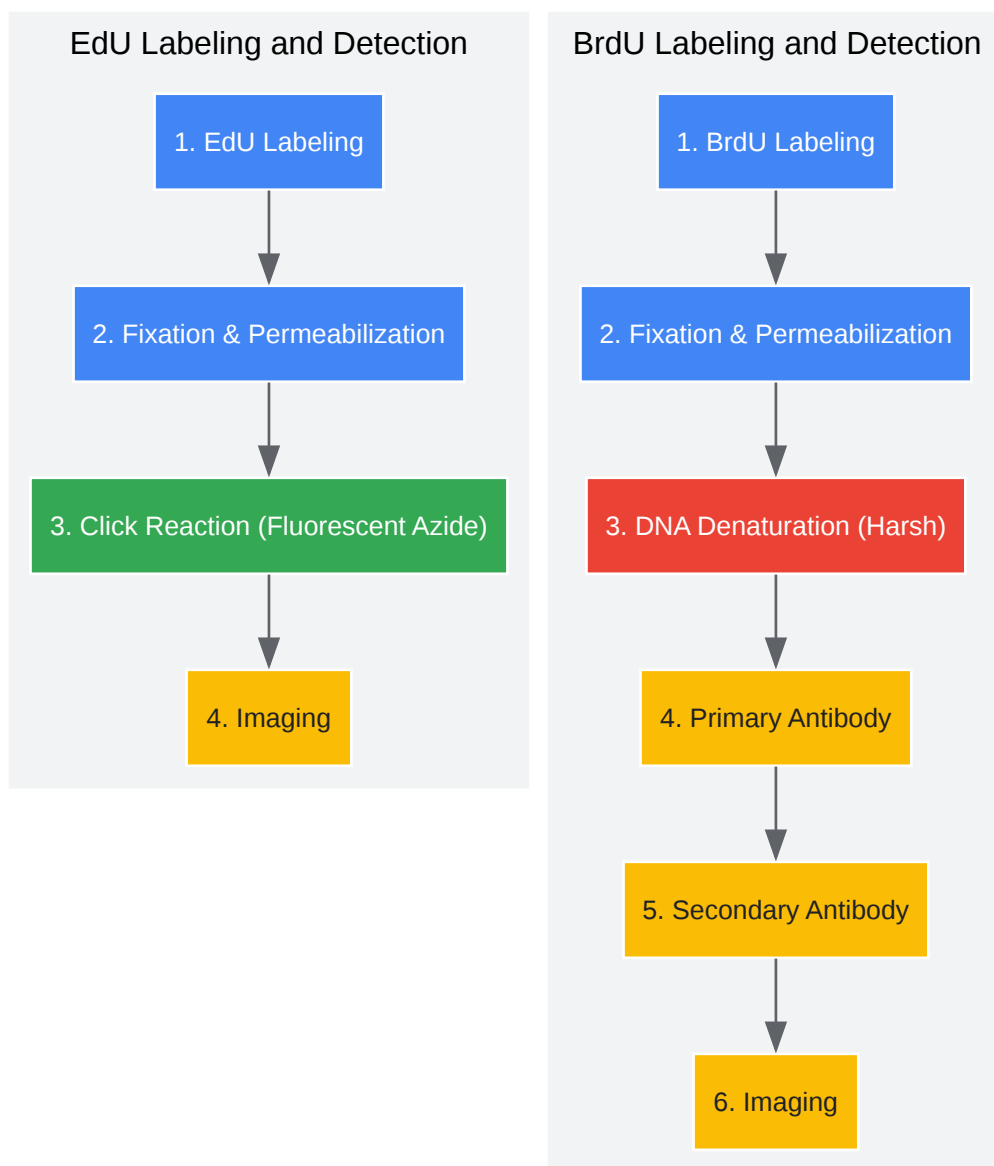 EdU Labeling and Detection
1. EdU Labeling
2. Fixation & Permeabilization
3. Click Reaction (Fluorescent Azide)
4. Imaging
BrdU Labeling and Detection
1. BrdU Labeling
2. Fixation & Permeabilization
3. DNA Denaturation (Harsh)
4. Primary Antibody
5. Secondary Antibody
6. Imaging